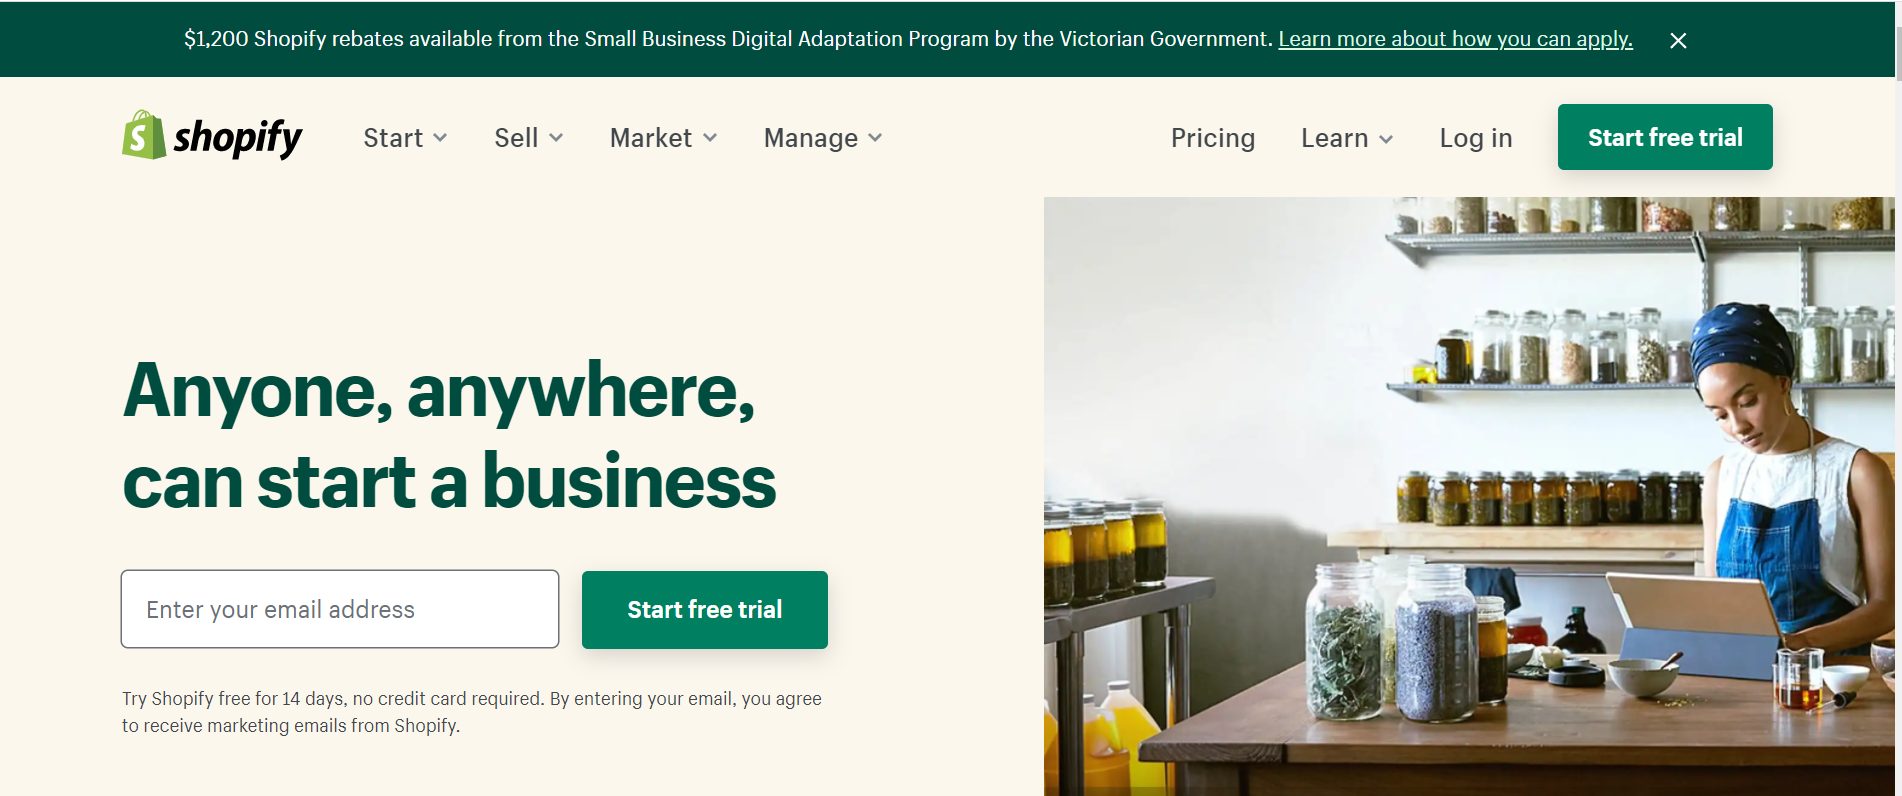 $1,200 Shopify rebates available from the Small Business Digital Adaptation Program by the Victorian Government. Learn more about how you can apply.
shopify Start Sell Market Manage Pricing Learn Log in Start free trial
Anyone, anywhere,
can start a business
Enter your email address Start free trial
Try Shopify free for 14 days, no credit card required. By entering your email, you agree
to receive marketing emails from Shopify.